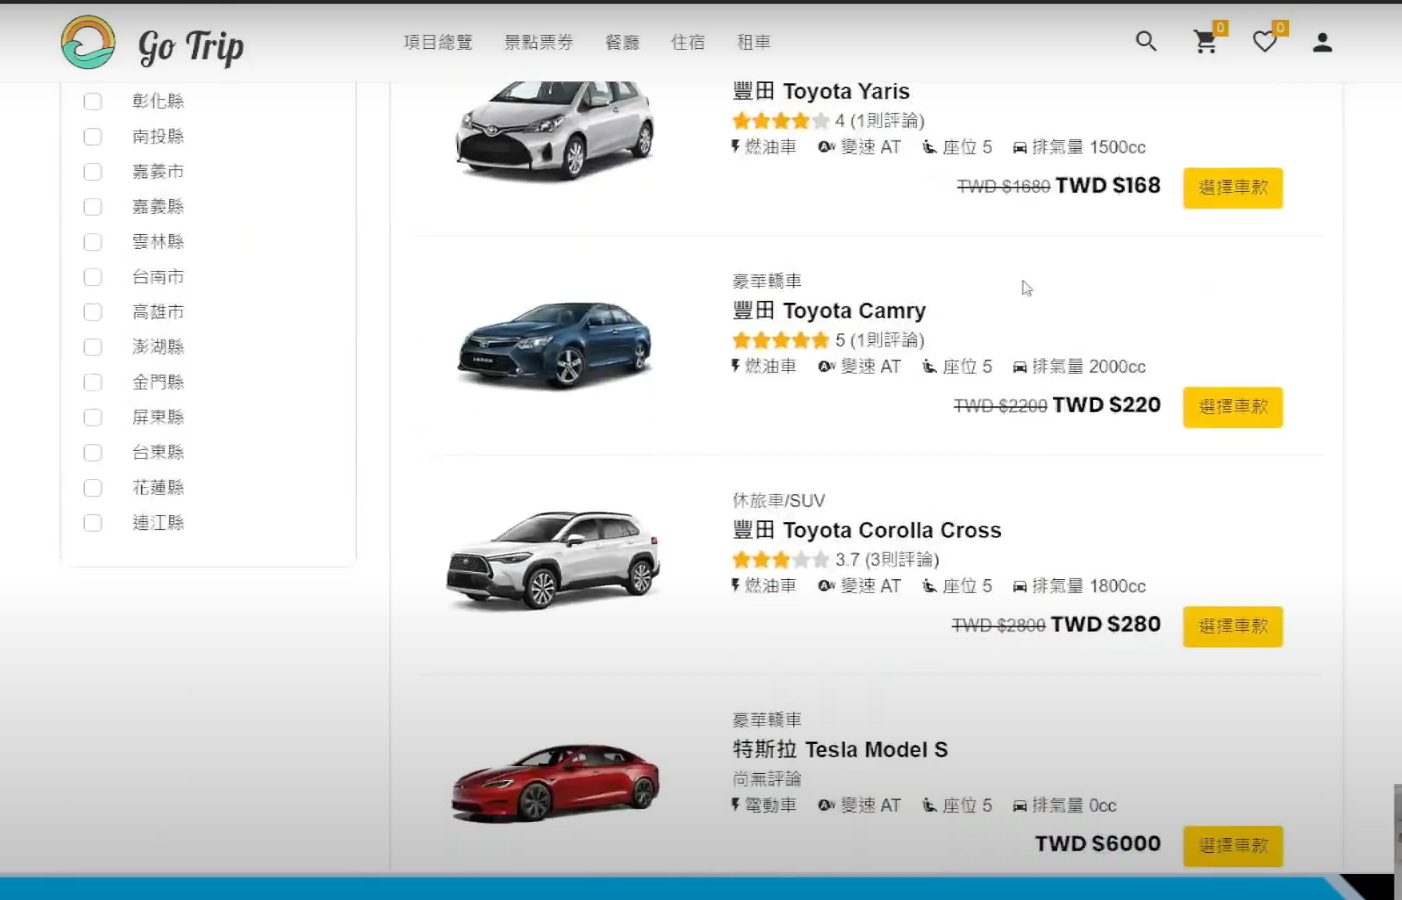 Go Trip
項目總覽 景點票券 餐廳 住宿 租車
0 0
彰化縣
南投縣
嘉義市
嘉義縣
雲林縣
台南市
高雄市
澎湖縣
金門縣
屏東縣
台東縣
花蓮縣
連江縣
豐田 Toyota Yaris
4 (1則評論)
燃油車 變速 AT 座位 5 排氣量 1500cc
TWD $1680 TWD $168 選擇車款
豪華轎車
豐田 Toyota Camry
5 (1則評論)
燃油車 變速 AT 座位 5 排氣量 2000cc
TWD $2200 TWD $220 選擇車款
休旅車/SUV
豐田 Toyota Corolla Cross
3.7 (3則評論)
燃油車 變速 AT 座位 5 排氣量 1800cc
TWD $2800 TWD $280 選擇車款
豪華轎車
特斯拉 Tesla Model S
尚無評論
電動車 變速 AT 座位 5 排氣量 0cc
TWD $6000 選擇車款